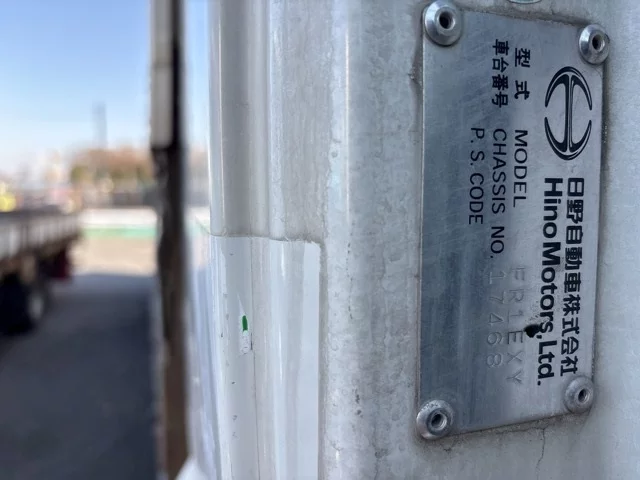 日野自動車株式会社
Hino Motors, Ltd.
型式 MODEL FR1EXY
車台番号 CHASSIS NO. 17468
P. S. CODE